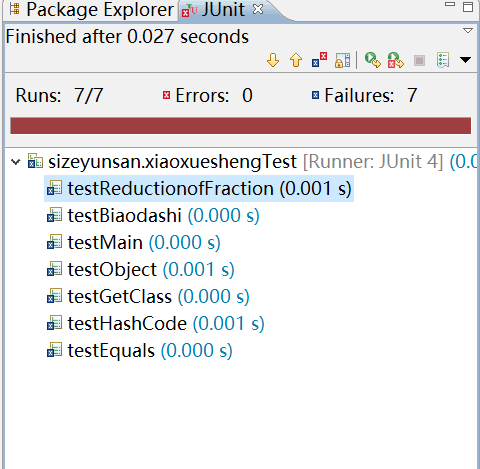 Package Explorer JUnit
Finished after 0.027 seconds
Runs: 7/7 Errors: 0 Failures: 7
sizeyunsan.xiaoxueshengTest [Runner: JUnit 4] (0.0
testReductionofFraction (0.001 s)
testBiaodashi (0.000 s)
testMain (0.000 s)
testObject (0.001 s)
testGetClass (0.000 s)
testHashCode (0.001 s)
testEquals (0.000 s)